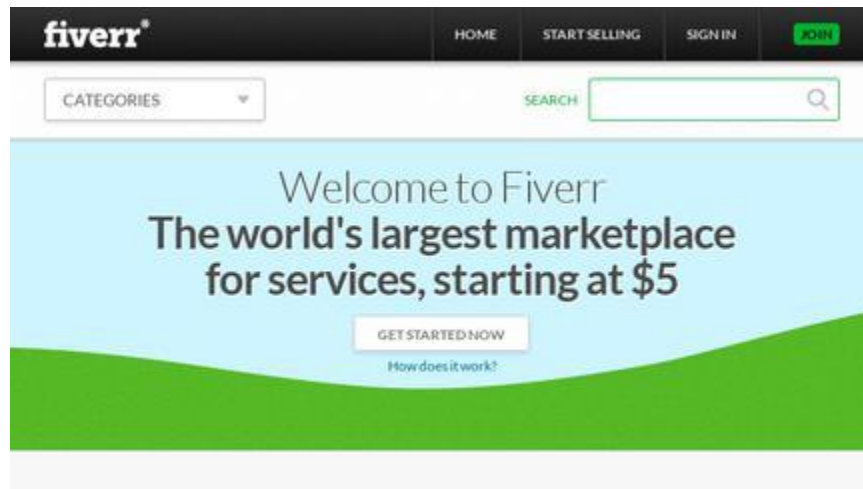 fiverr®
HOME START SELLING SIGN IN JOIN
CATEGORIES SEARCH
Welcome to Fiverr
The world's largest marketplace
for services, starting at $5
GET STARTED NOW
How does it work?